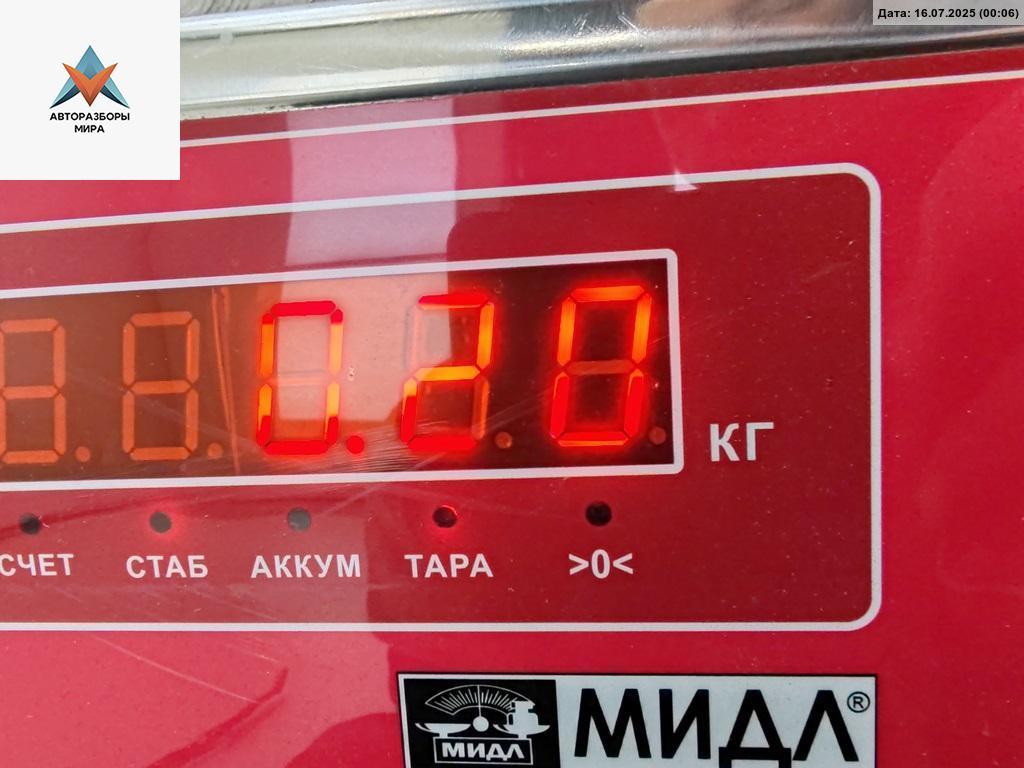 Дата: 16.07.2025 (00:06)
АВТОРАЗБОРЫ
МИРА
0.20
КГ
СЧЕТ СТАБ АККУМ ТАРА >0<
МИДЛ МИДЛ®